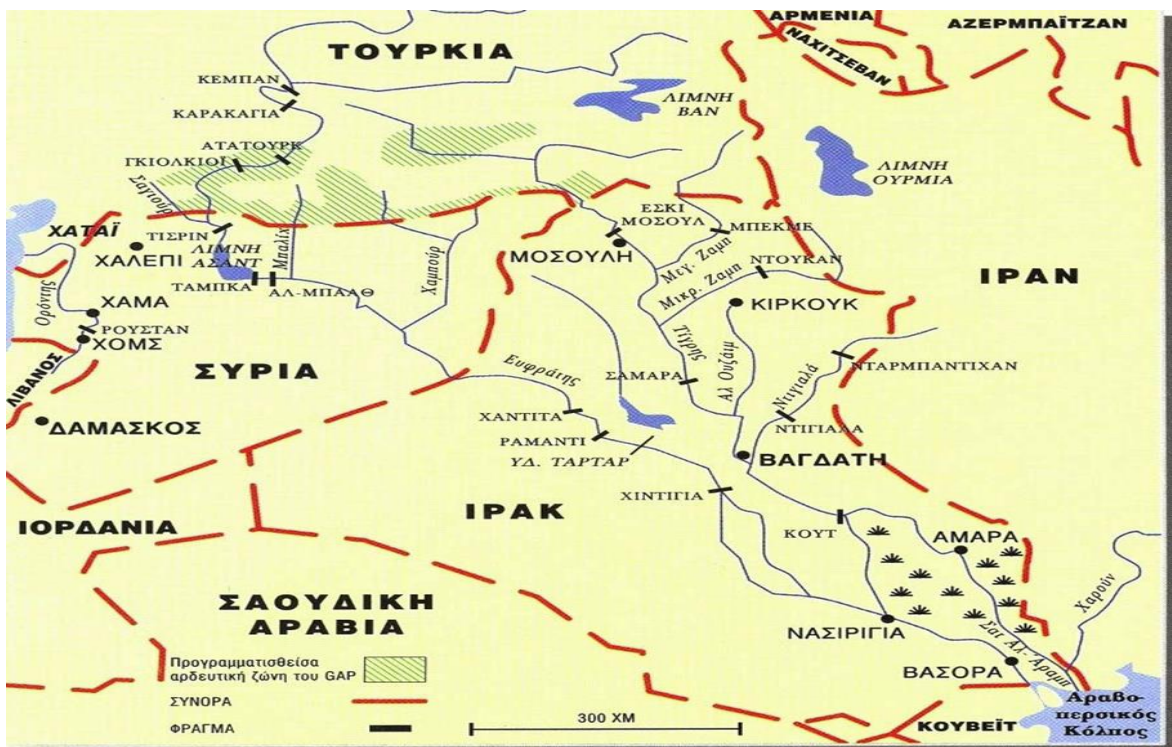 ΑΡΜΕΝΙΑ
ΑΖΕΡΜΠΑΪΤΖΑΝ
ΝΑΧΙΤΣΕΒΑΝ
ΤΟΥΡΚΙΑ
ΚΕΜΠΑΝ
ΚΑΡΑΚΑΓΙΑ
ΛΙΜΝΗ
ΒΑΝ
ΑΤΑΤΟΥΡΚ
ΓΚΙΟΛΚΙΟΪ
ΛΙΜΝΗ
ΟΥΡΜΙΑ
Σαγιούρ
ΧΑΤΑΪ
ΤΙΣΡΙΝ
ΛΙΜΝΗ
ΑΣΑΝΤ
Μπαλίχ
ΧΑΛΕΠΙ
ΤΑΜΠΚΑ
ΑΛ-ΜΠΑΑΘ
Χαμπούρ
ΕΣΚΙ
ΜΟΣΟΥΛ
ΜΟΣΟΥΛΗ
ΜΠΕΚΜΕ
Μεγ. Ζαμπ
ΝΤΟΥΚΑΝ
Μικρ. Ζαμπ
ΚΙΡΚΟΥΚ
ΙΡΑΝ
Ορόντης
ΧΑΜΑ
ΡΟΥΣΤΑΝ
ΧΟΜΣ
ΛΙΒΑΝΟΣ
ΣΥΡΙΑ
Τίγρης
Αλ Ουζάιμ
ΣΑΜΑΡΑ
Ευφράτης
ΝΤΑΡΜΠΑΝΤΙΧΑΝ
Ντιγιαλά
ΝΤΙΓΙΑΛΑ
ΔΑΜΑΣΚΟΣ
ΧΑΝΤΙΤΑ
ΡΑΜΑΝΤΙ
ΥΔ. ΤΑΡΤΑΡ
ΒΑΓΔΑΤΗ
ΧΙΝΤΙΓΙΑ
ΙΟΡΔΑΝΙΑ
ΙΡΑΚ
ΚΟΥΤ
ΑΜΑΡΑ
Χαρούν
ΣΑΟΥΔΙΚΗ
ΑΡΑΒΙΑ
ΝΑΣΙΡΙΓΙΑ
Σατ Αλ-Αραμπ
ΒΑΣΟΡΑ
Προγραμματισθείσα
αρδευτική ζώνη του GAP
ΣΥΝΟΡΑ
ΦΡΑΓΜΑ
300 ΧΜ
ΚΟΥΒΕΪΤ
Αραβο-
περσικός
Κόλπος